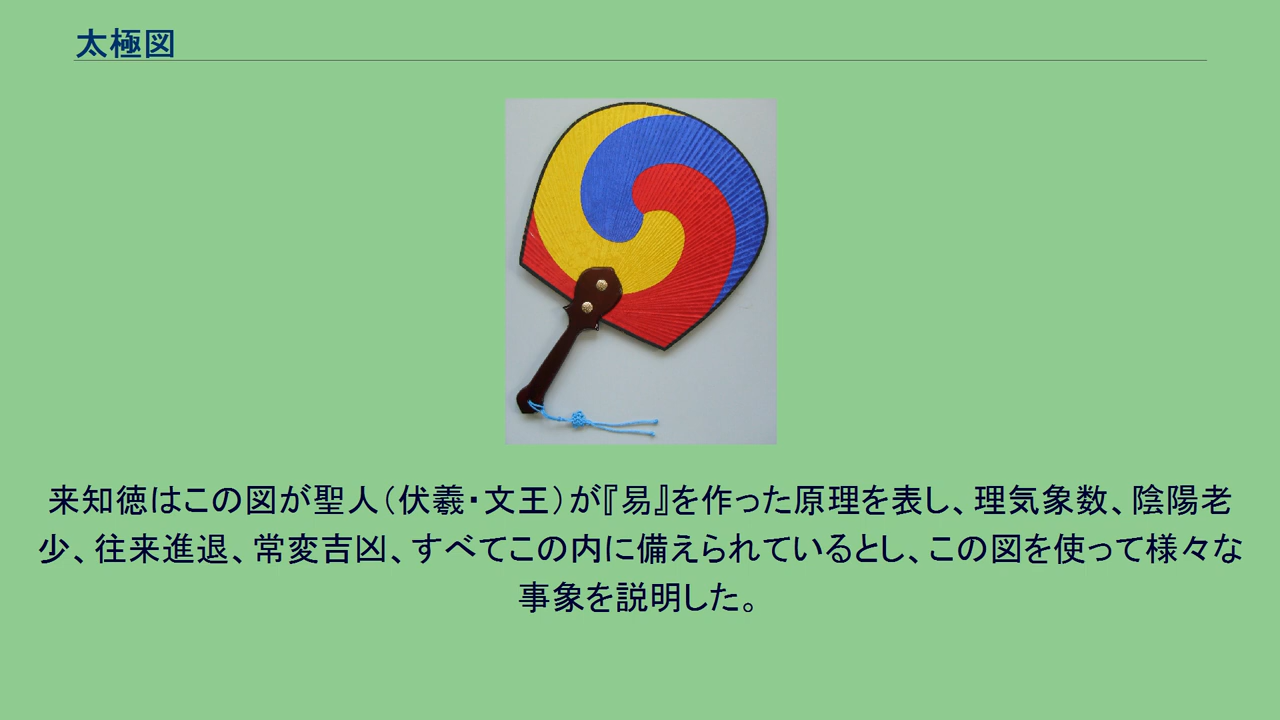 太極図
来知徳はこの図が聖人（伏羲・文王）が『易』を作った原理を表し、理気象数、陰陽老
少、往来進退、常変吉凶、すべてこの内に備えられているとし、この図を使って様々な
事象を説明した。